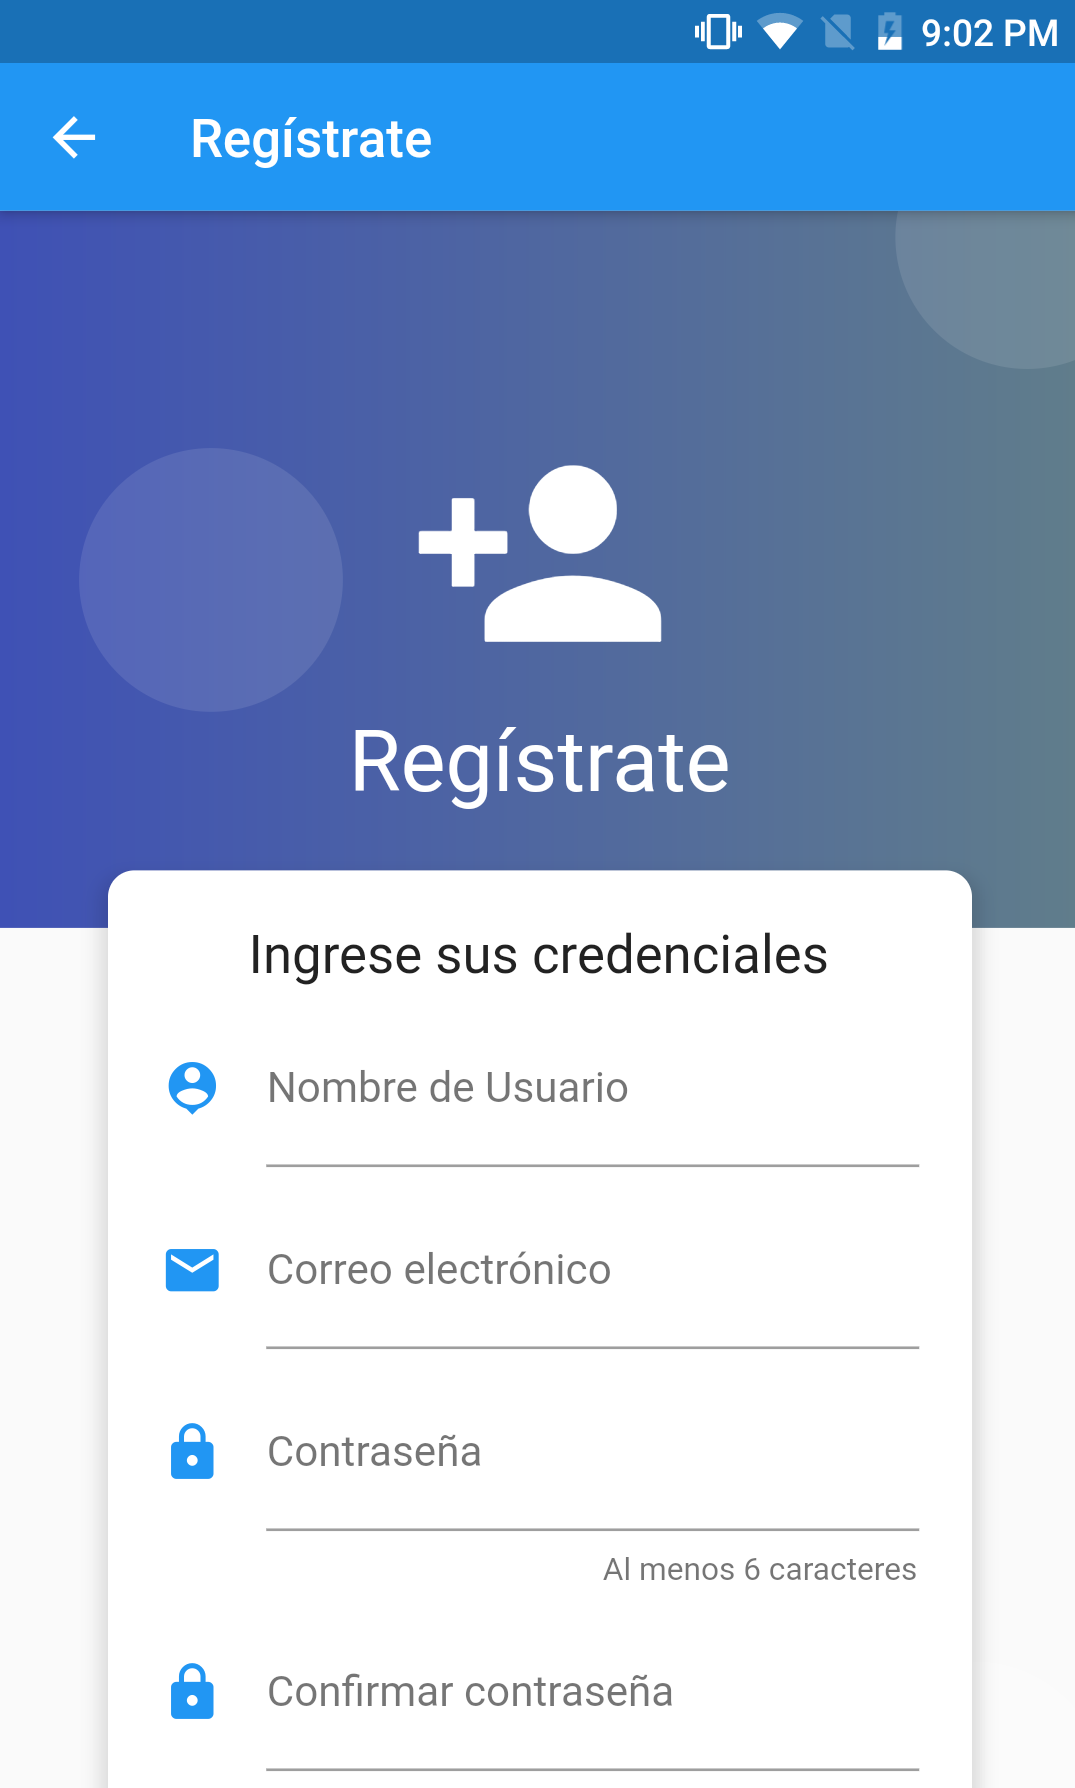 9:02 PM
Regístrate
Regístrate
Ingrese sus credenciales
Nombre de Usuario
Correo electrónico
Contraseña
Al menos 6 caracteres
Confirmar contraseña